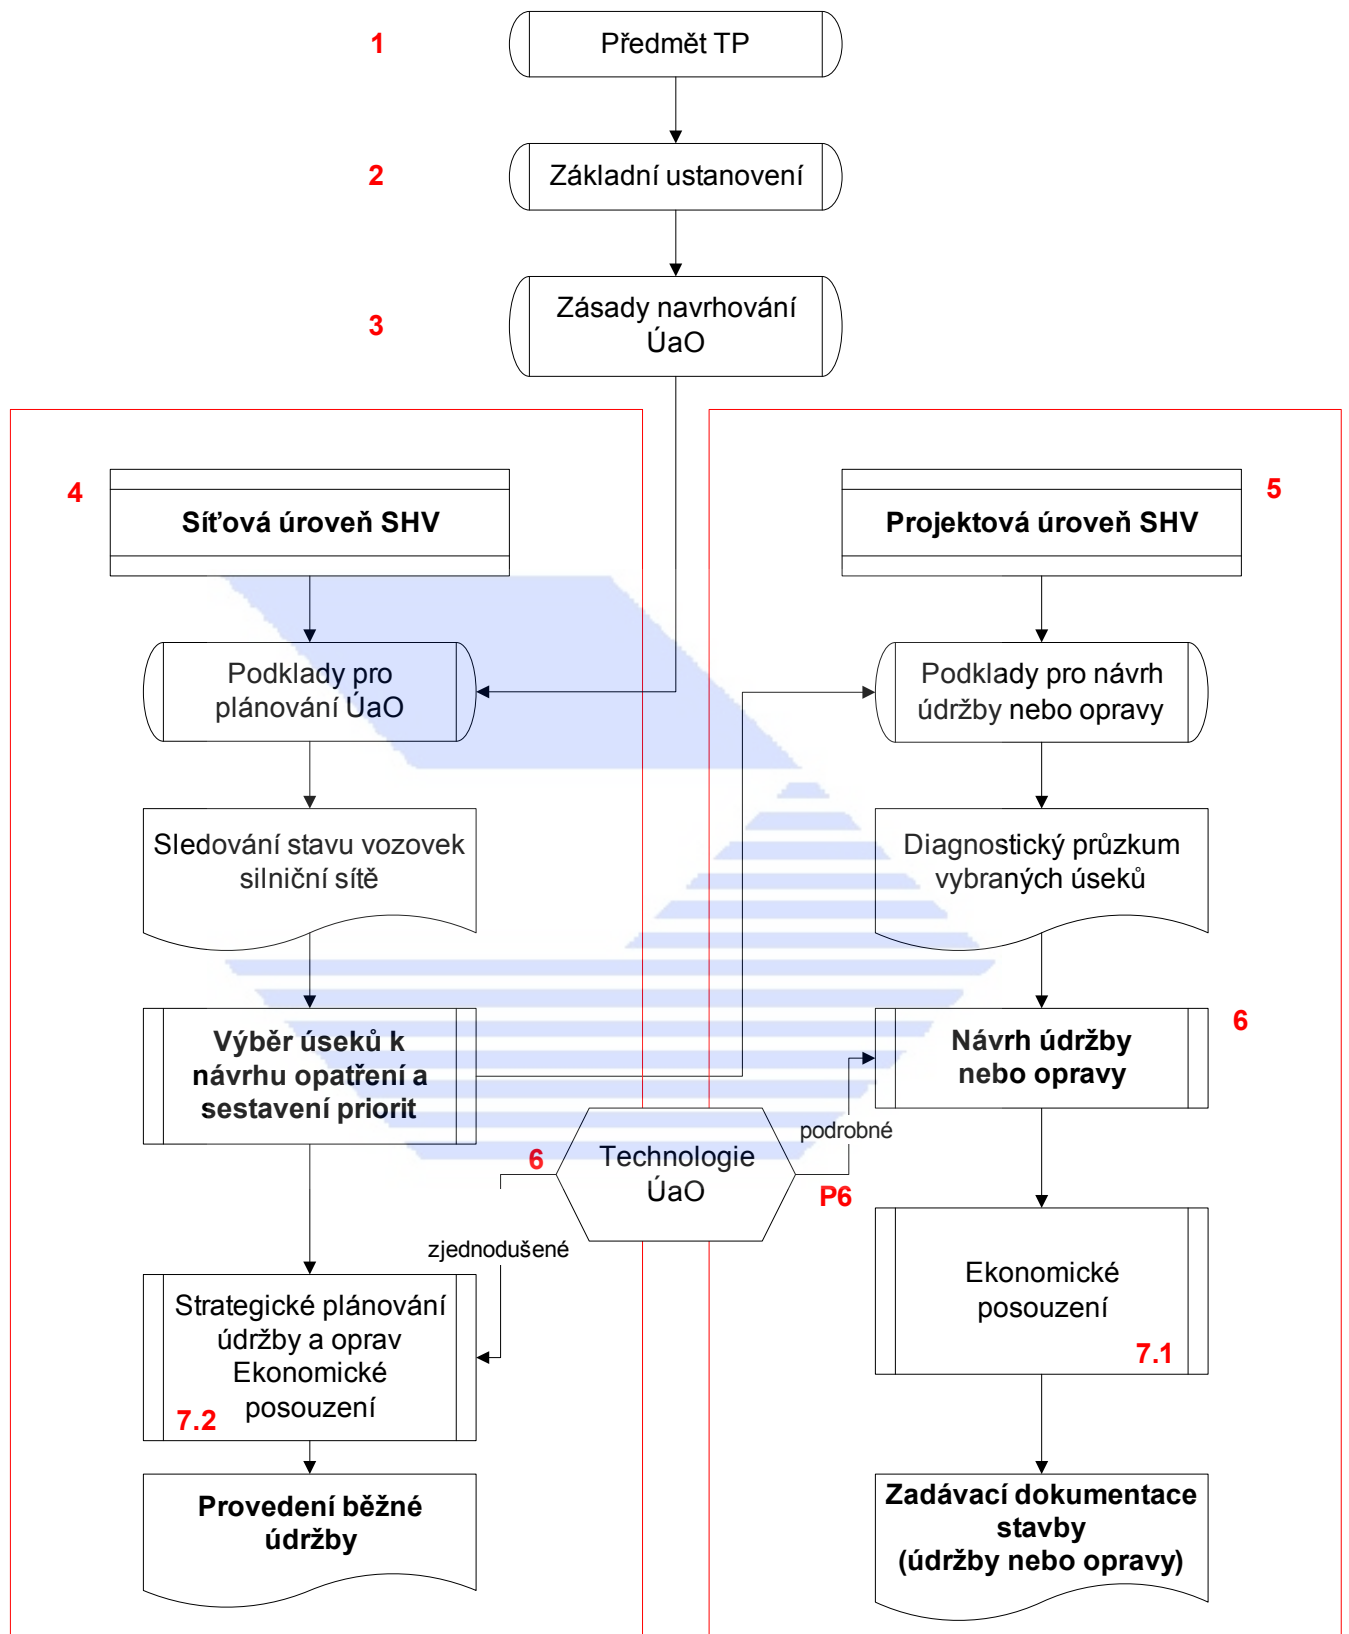 1
Předmět TP
2
Základní ustanovení
3
Zásady navrhování
ÚaO
4
Síťová úroveň SHV
Podklady pro
plánování ÚaO
Sledování stavu vozovek
silniční sítě
Výběr úseků k
návrhu opatření a
sestavení priorit
6
Technologie
ÚaO
zjednodušené
Strategické plánování
údržby a oprav
Ekonomické
posouzení
7.2
Provedení běžné
údržby
5
Projektová úroveň SHV
Podklady pro návrh
údržby nebo opravy
Diagnostický průzkum
vybraných úseků
6
Návrh údržby
nebo opravy
podrobné
P6
Ekonomické
posouzení
7.1
Zadávací dokumentace
stavby
(údržby nebo opravy)